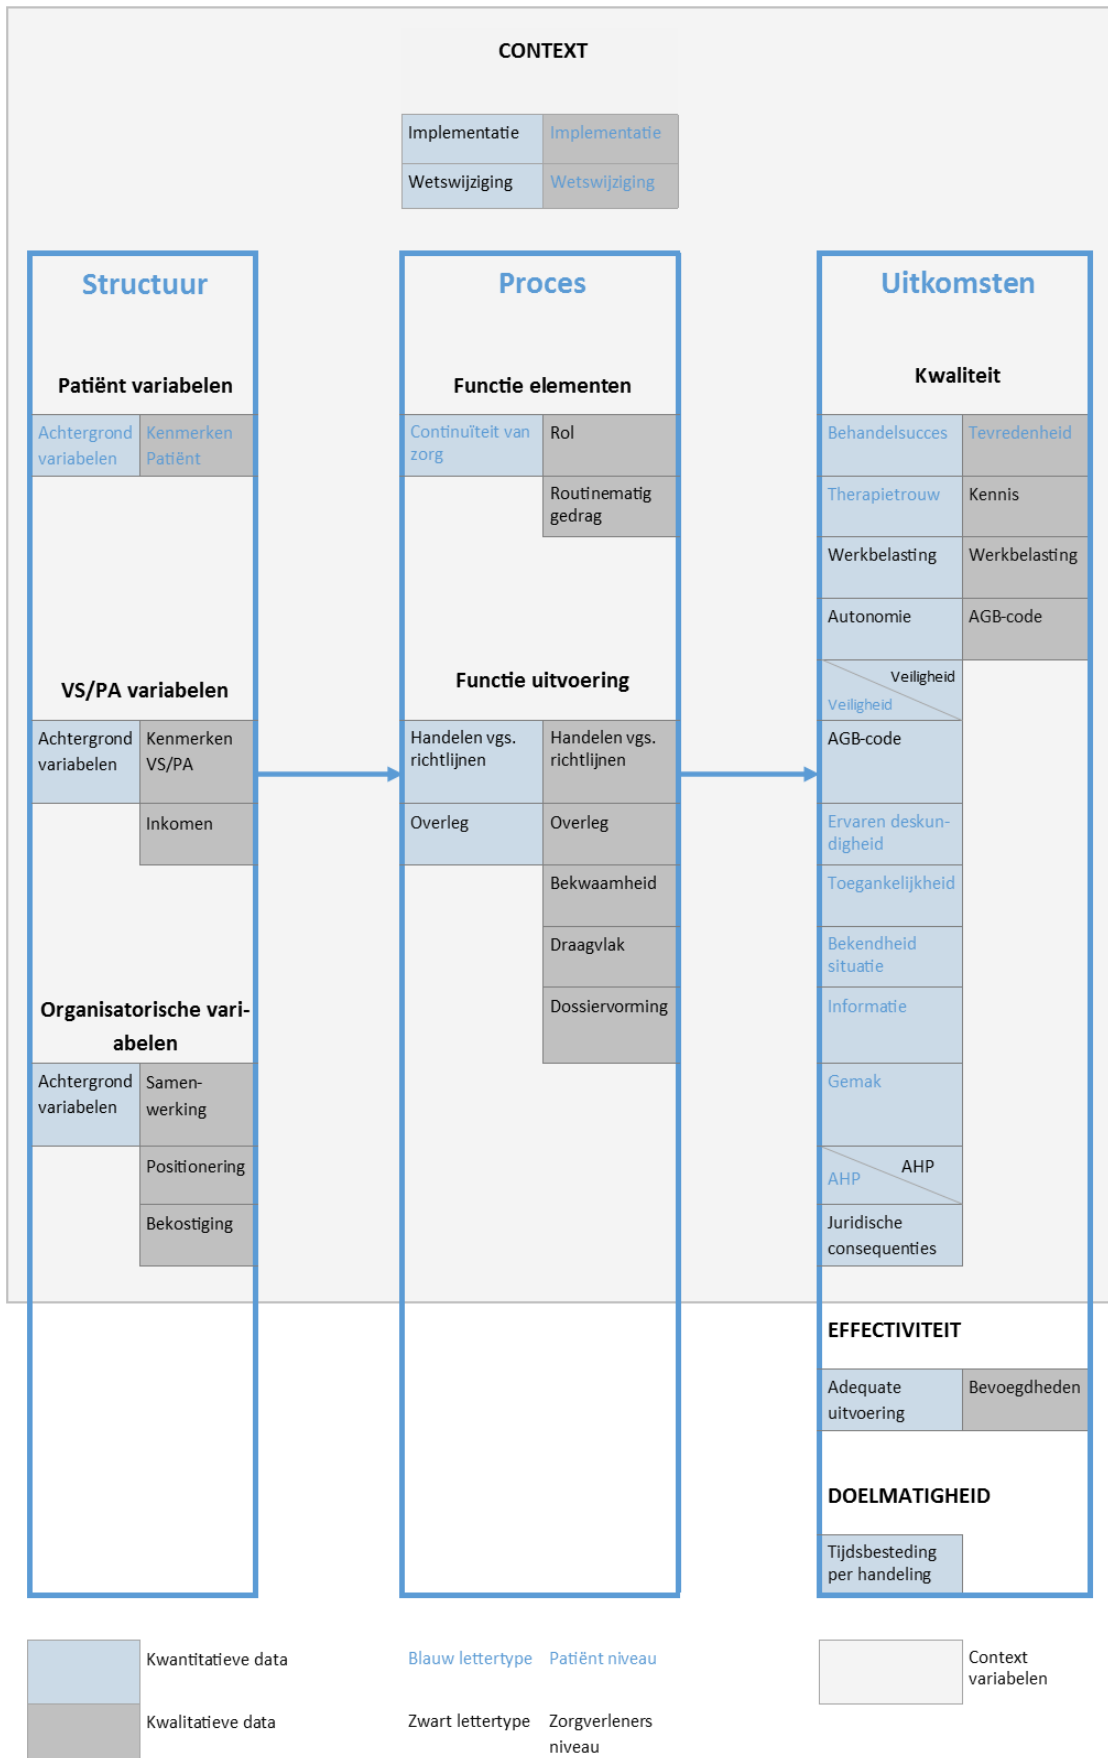 CONTEXT
Implementatie
Implementatie
Wetswijziging
Wetswijziging
Structuur
Patiënt variabelen
Achtergrond
variabelen
Kenmerken
Patiënt
VS/PA variabelen
Achtergrond
variabelen
Kenmerken
VS/PA
Inkomen
Organisatorische vari-
abelen
Achtergrond
variabelen
Samen-
werking
Positionering
Bekostiging
Proces
Functie elementen
Continuïteit van
zorg
Rol
Routinematig
gedrag
Functie uitvoering
Handelen vgs.
richtlijnen
Handelen vgs.
richtlijnen
Overleg
Overleg
Bekwaamheid
Draagvlak
Dossiervorming
Uitkomsten
Kwaliteit
Behandelsucces
Tevredenheid
Therapietrouw
Kennis
Werkbelasting
Werkbelasting
Autonomie
AGB-code
Veiligheid
Veiligheid
AGB-code
Ervaren deskun-
digheid
Toegankelijkheid
Bekendheid
situatie
Informatie
Gemak
AHP
AHP
Juridische
consequenties
EFFECTIVITEIT
Adequate
uitvoering
Bevoegdheden
DOELMATIGHEID
Tijdsbesteding
per handeling
Kwantitatieve data
Kwalitatieve data
Blauw lettertype
Patiënt niveau
Zwart lettertype
Zorgverleners
niveau
Context
variabelen